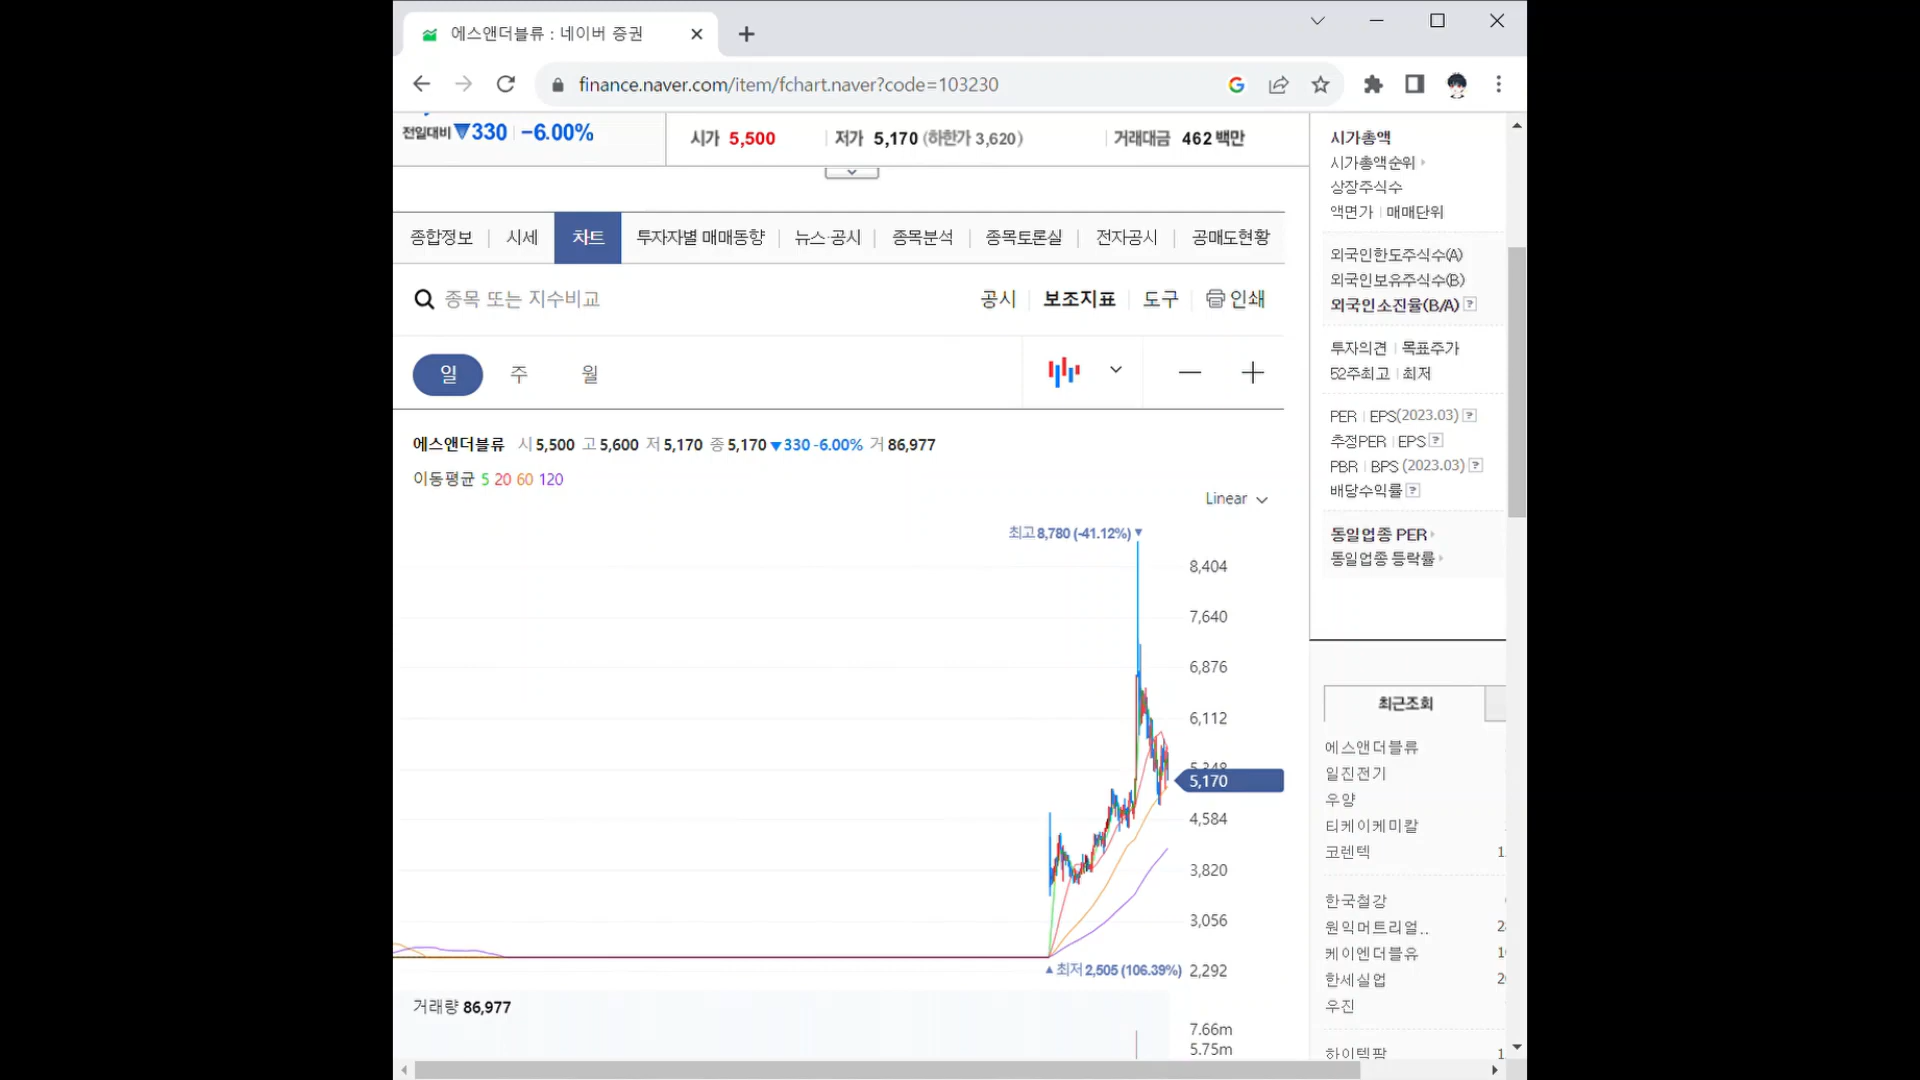 에스앤더블류 : 네이버 증권
finance.naver.com/item/fchart.naver?code=103230
전일대비 ▼330 | -6.00%
시가 5,500 | 저가 5,170 (하한가 3,620) | 거래대금 462 백만
종합정보 | 시세 차트 투자자별 매매동향 | 뉴스·공시 | 종목분석 | 종목토론실 | 전자공시 | 공매도현황
종목 또는 지수비교 공시 보조지표 도구 인쇄
일 주 월
에스앤더블류 시 5,500 고 5,600 저 5,170 종 5,170 ▼330 -6.00% 거 86,977
이동평균 5 20 60 120
Linear
최고 8,780 (-41.12%) ▼
8,404
7,640
6,876
6,112
5,348
5,170
4,584
3,820
3,056
▲최저 2,505 (106.39%) 2,292
거래량 86,977
7.66m
5.75m
시가총액
시가총액순위
상장주식수
액면가 | 매매단위
외국인한도주식수(A)
외국인보유주식수(B)
외국인소진율(B/A) ?
투자의견 | 목표주가
52주최고 | 최저
PER | EPS(2023.03) ?
추정PER | EPS ?
PBR | BPS (2023.03) ?
배당수익률 ?
동일업종 PER
동일업종 등락률
최근조회
에스앤더블류
일진전기
우양
티케이케미칼
코렌텍 1.
한국철강
원익머트리얼..
케이엔더블유
한세실업
우진
하이텍팜